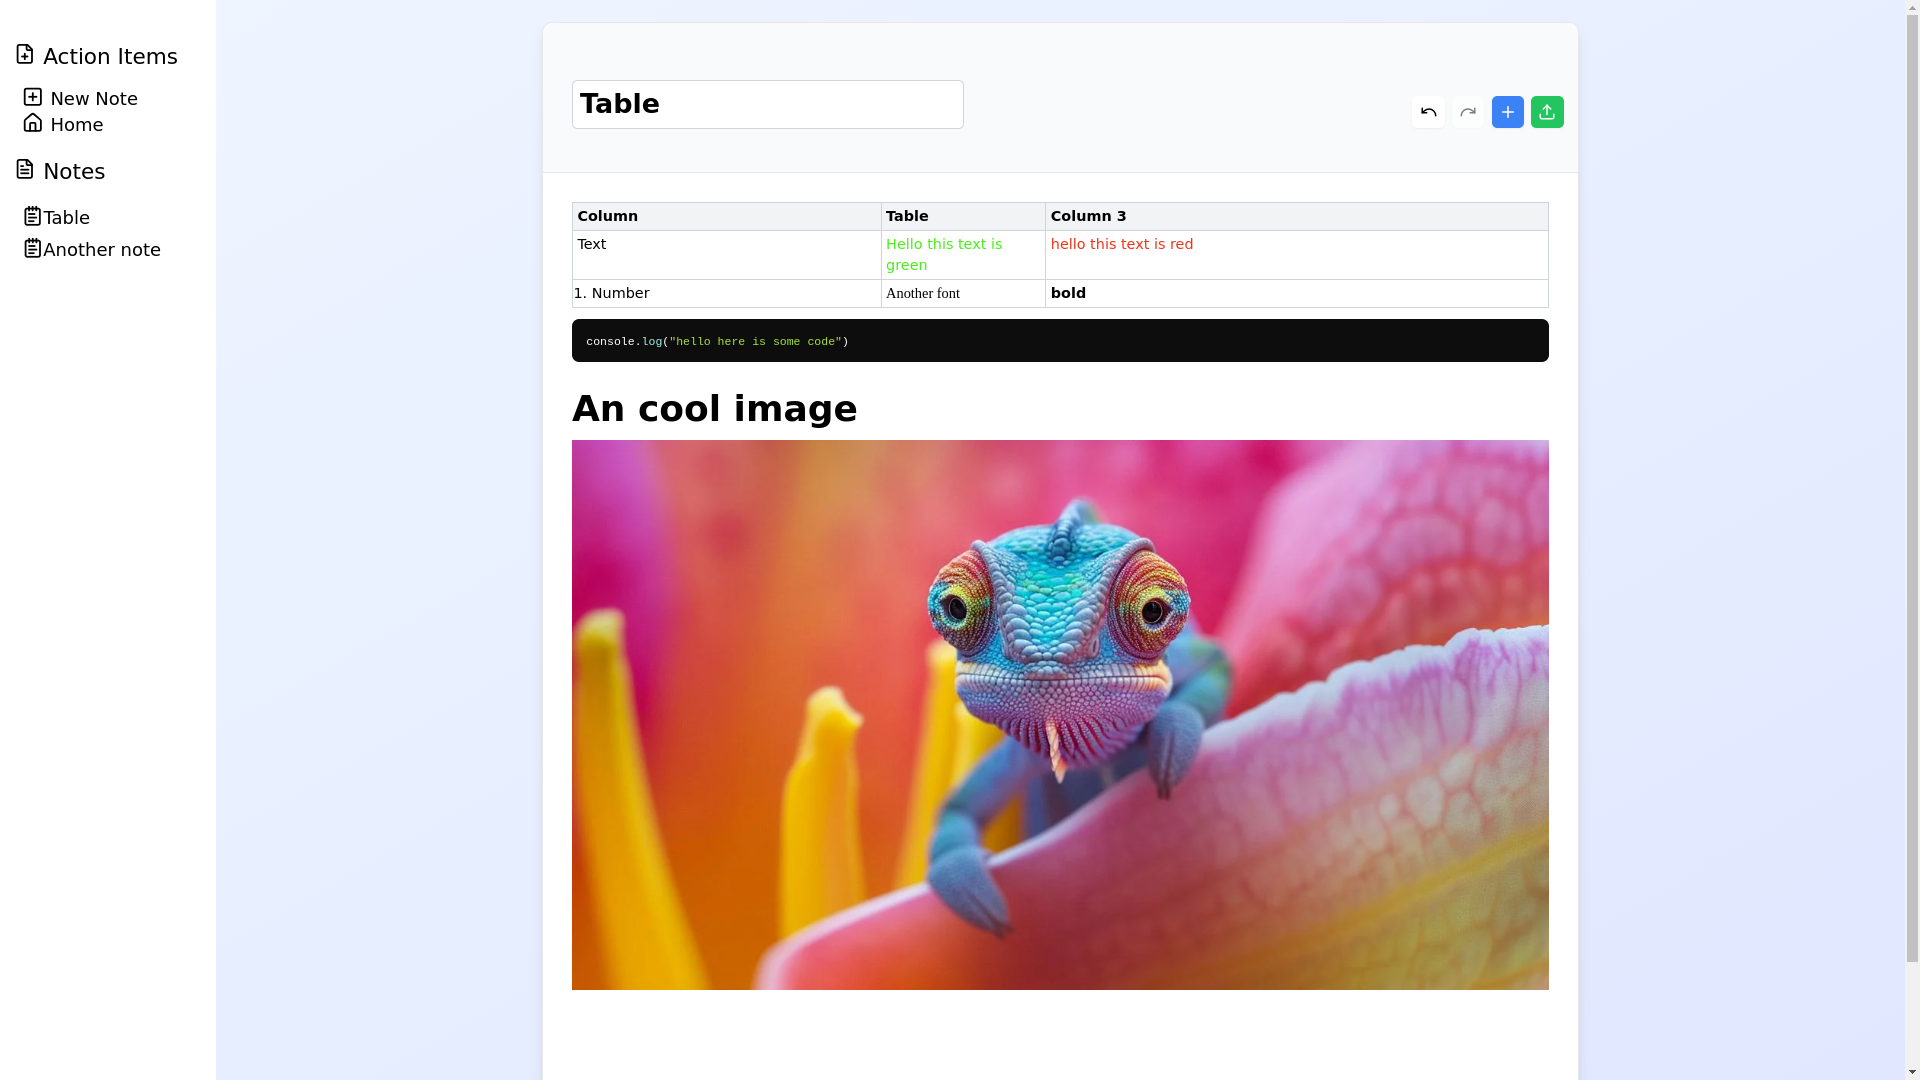 Action Items
New Note
Home
Notes
Table
Another note
Table
Column Table Column 3
Text Hello this text is green hello this text is red
1. Number Another font bold
console.log("hello here is some code")
An cool image